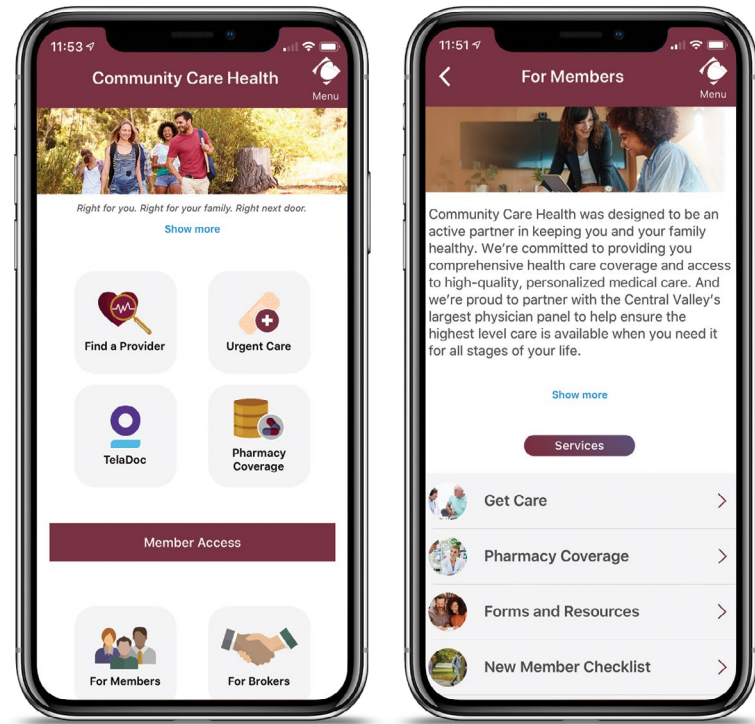 11:53
Community Care Health
Menu
Right for you. Right for your family. Right next door.
Show more
Find a Provider
Urgent Care
TelaDoc
Pharmacy
Coverage
Member Access
For Members
For Brokers
11:51
For Members
Menu
Community Care Health was designed to be an
active partner in keeping you and your family
healthy. We're committed to providing you
comprehensive health care coverage and access
to high-quality, personalized medical care. And
we're proud to partner with the Central Valley's
largest physician panel to help ensure the
highest level care is available when you need it
for all stages of your life.
Show more
Services
Get Care
Pharmacy Coverage
Forms and Resources
New Member Checklist